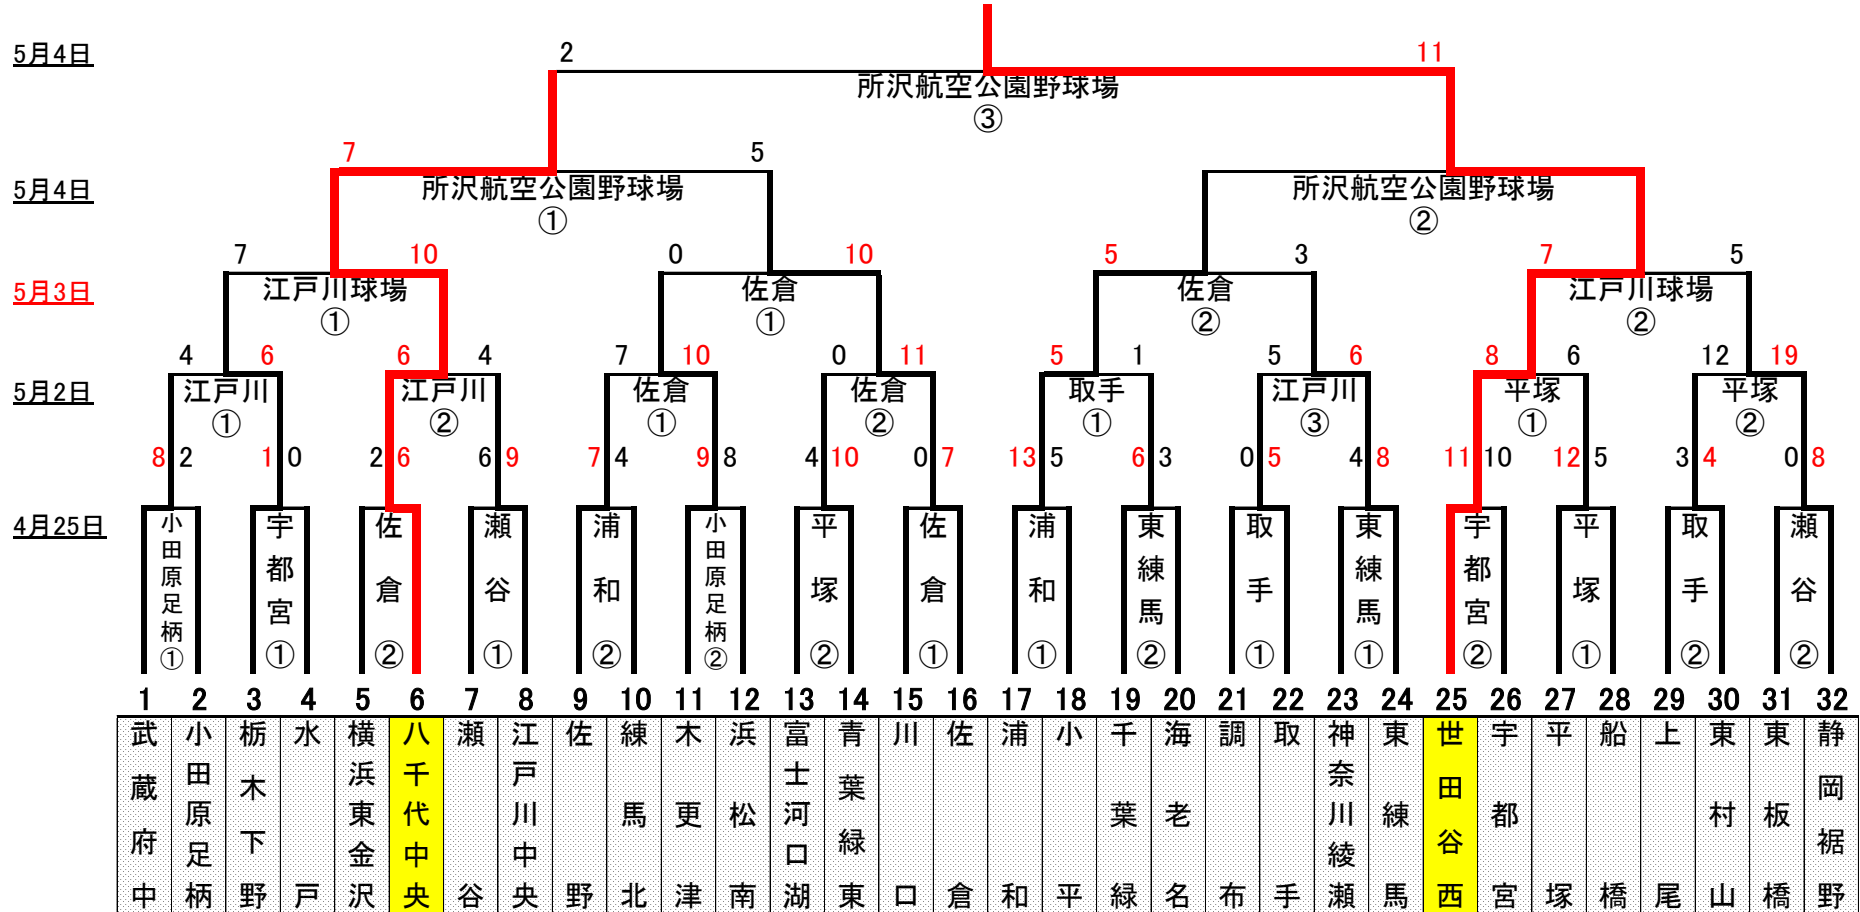 5月4日 2 11
所沢航空公園野球場
③
7 5
5月4日 所沢航空公園野球場 所沢航空公園野球場
① ②
7 10 0 10 5 3 7 5
5月3日 江戸川球場 佐倉 佐倉 江戸川球場
① ① ② ②
4 6 6 4 7 10 0 11 5 1 5 6 8 6 12 19
5月2日 江戸川 江戸川 佐倉 佐倉 取手 江戸川 平塚 平塚
① ② ① ② ① ③ ① ②
8 2 1 0 2 6 6 9 7 4 9 8 4 10 0 7 13 5 6 3 0 5 4 8 11 10 12 5 3 4 0 8
4月25日 小田原足柄① 宇都宮① 佐倉② 瀬谷① 浦和② 小田原足柄② 平塚② 佐倉① 浦和① 東練馬② 取手① 東練馬① 宇都宮② 平塚① 取手② 瀬谷②
1 2 3 4 5 6 7 8 9 10 11 12 13 14 15 16 17 18 19 20 21 22 23 24 25 26 27 28 29 30 31 32
武蔵府中 小田原足柄 栃木下野 水戸 横浜東金沢 八千代中央 瀬谷 江戸川中央 佐野 練馬北 木更津 浜松南 富士河口湖 青葉緑東 川口 佐倉 浦和 小平 千葉緑 海老名 調布 取手 神奈川綾瀬 東練馬 世田谷西 宇都宮 平塚 船橋 上尾 東村山 東板橋 静岡裾野